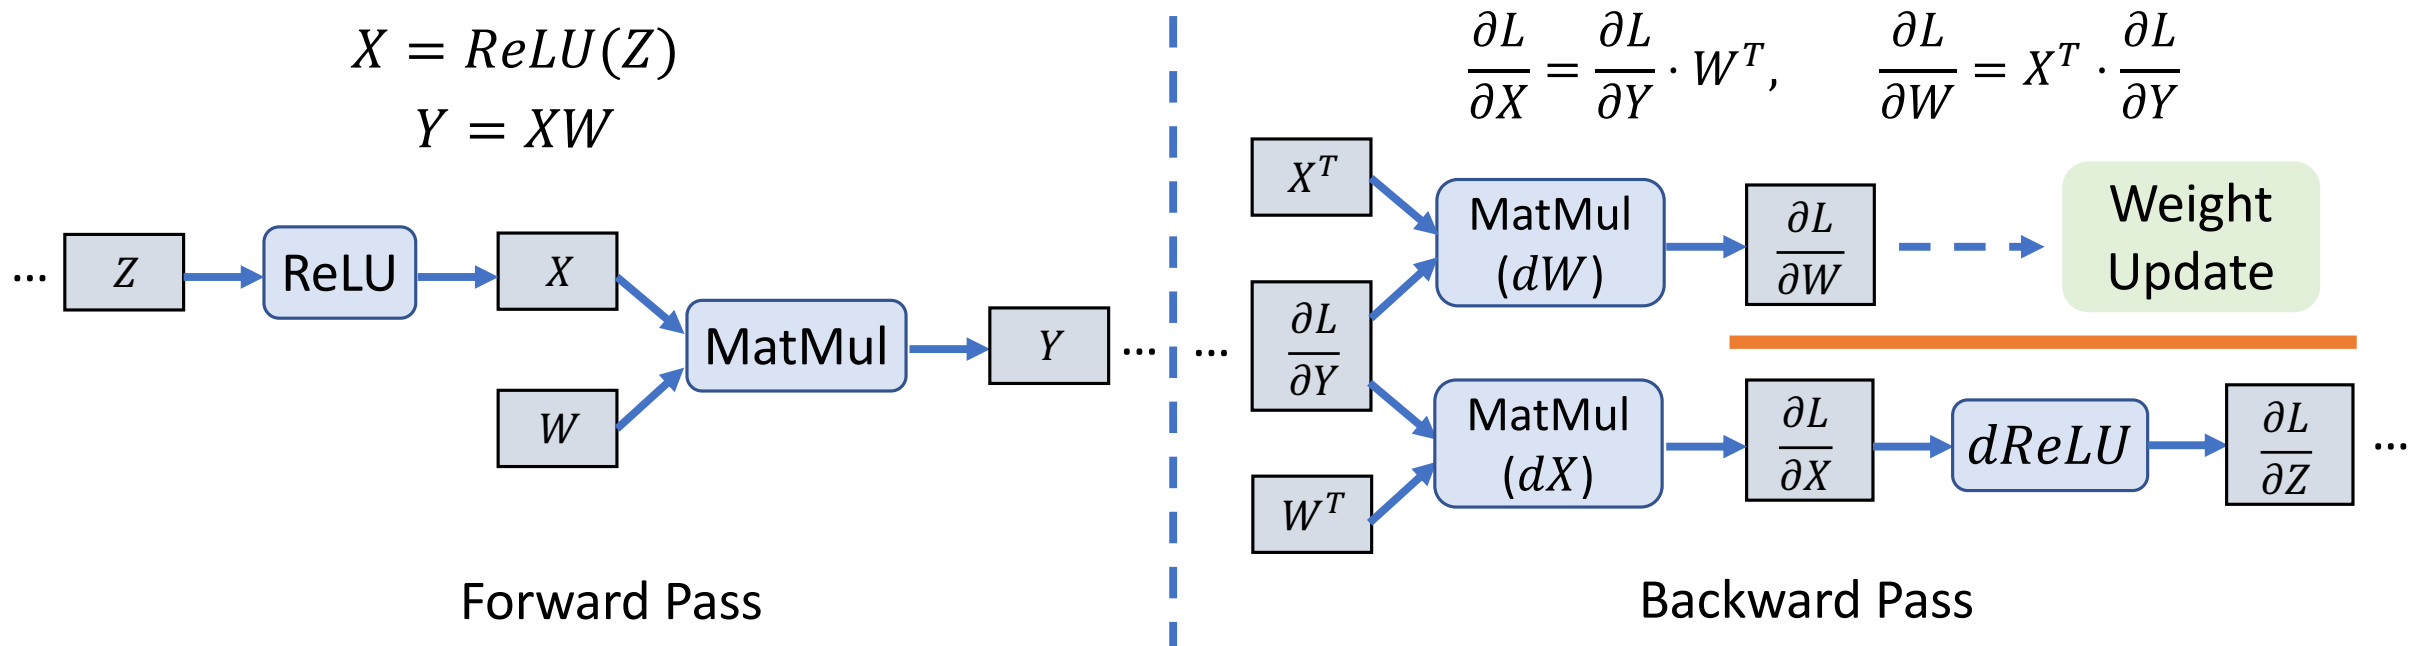 X = ReLU(Z)
Y = XW
... Z
ReLU
X
W
MatMul
Y ...
Forward Pass
∂L/∂X = ∂L/∂Y · W^T, ∂L/∂W = X^T · ∂L/∂Y
X^T
... ∂L/∂Y
W^T
MatMul
(dW)
∂L/∂W
Weight
Update
MatMul
(dX)
∂L/∂X
dReLU
∂L/∂Z ...
Backward Pass